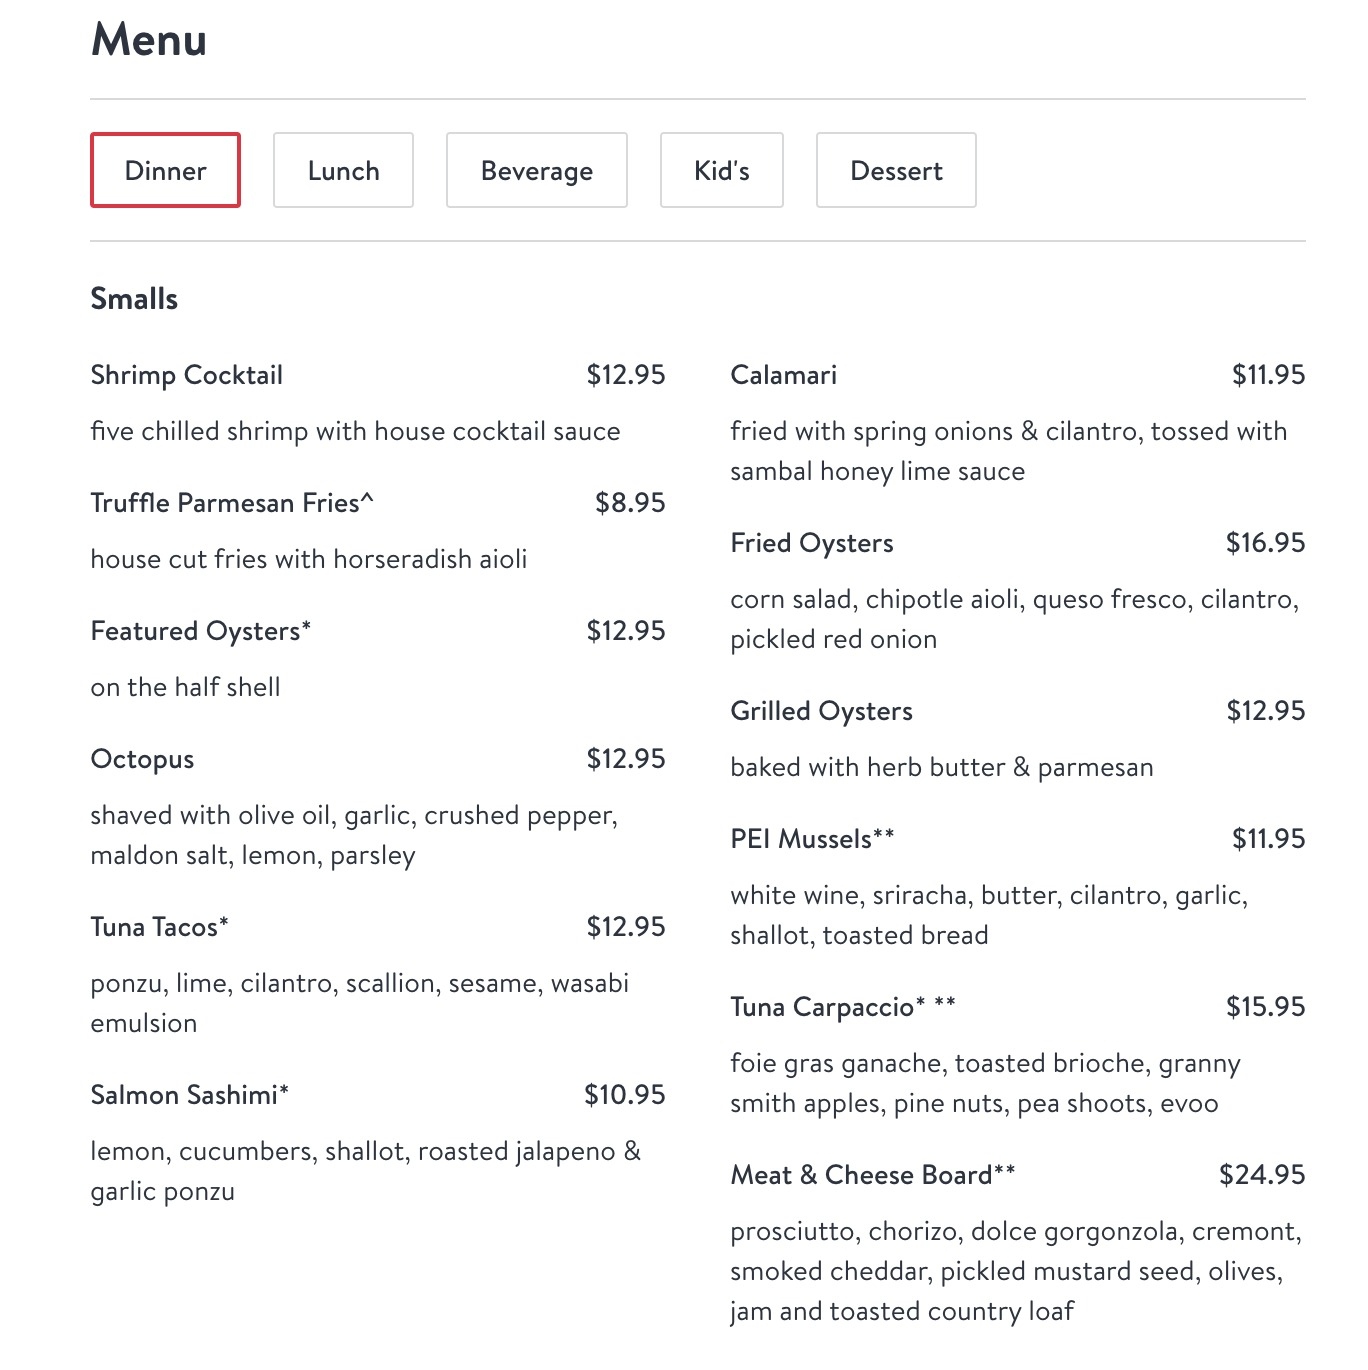 Menu
Dinner
Lunch
Beverage
Kid's
Dessert
Smalls
Shrimp Cocktail $12.95
five chilled shrimp with house cocktail sauce
Truffle Parmesan Fries^ $8.95
house cut fries with horseradish aioli
Featured Oysters* $12.95
on the half shell
Octopus $12.95
shaved with olive oil, garlic, crushed pepper,
maldon salt, lemon, parsley
Tuna Tacos* $12.95
ponzu, lime, cilantro, scallion, sesame, wasabi
emulsion
Salmon Sashimi* $10.95
lemon, cucumbers, shallot, roasted jalapeno &
garlic ponzu
Calamari $11.95
fried with spring onions & cilantro, tossed with
sambal honey lime sauce
Fried Oysters $16.95
corn salad, chipotle aioli, queso fresco, cilantro,
pickled red onion
Grilled Oysters $12.95
baked with herb butter & parmesan
PEI Mussels** $11.95
white wine, sriracha, butter, cilantro, garlic,
shallot, toasted bread
Tuna Carpaccio* ** $15.95
foie gras ganache, toasted brioche, granny
smith apples, pine nuts, pea shoots, evoo
Meat & Cheese Board** $24.95
prosciutto, chorizo, dolce gorgonzola, cremont,
smoked cheddar, pickled mustard seed, olives,
jam and toasted country loaf